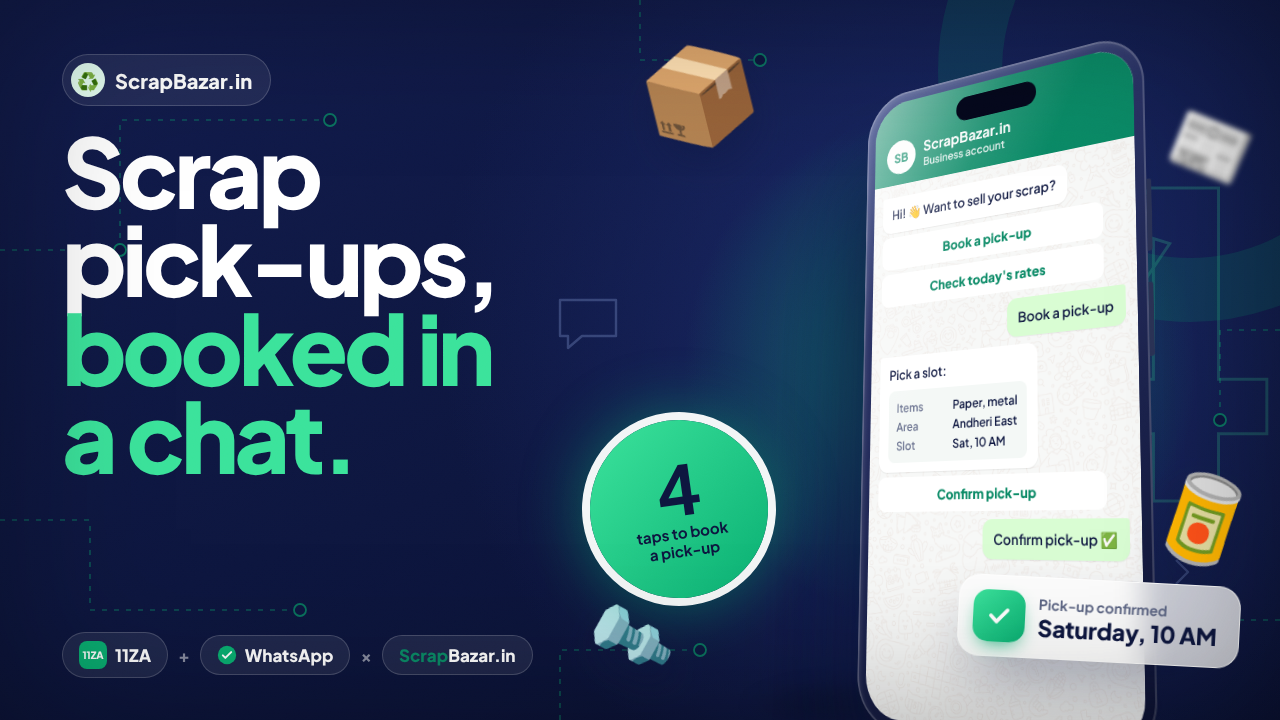 ScrapBazar.in
Scrap
pick-ups,
booked in
a chat.
4
taps to book
a pick-up
11ZA 11ZA + WhatsApp × ScrapBazar.in
SB ScrapBazar.in
Business account
Hi! 👋 Want to sell your scrap?
Book a pick-up
Check today's rates
Book a pick-up
Pick a slot:
Items Paper, metal
Area Andheri East
Slot Sat, 10 AM
Confirm pick-up
Confirm pick-up ✅
Pick-up confirmed
Saturday, 10 AM